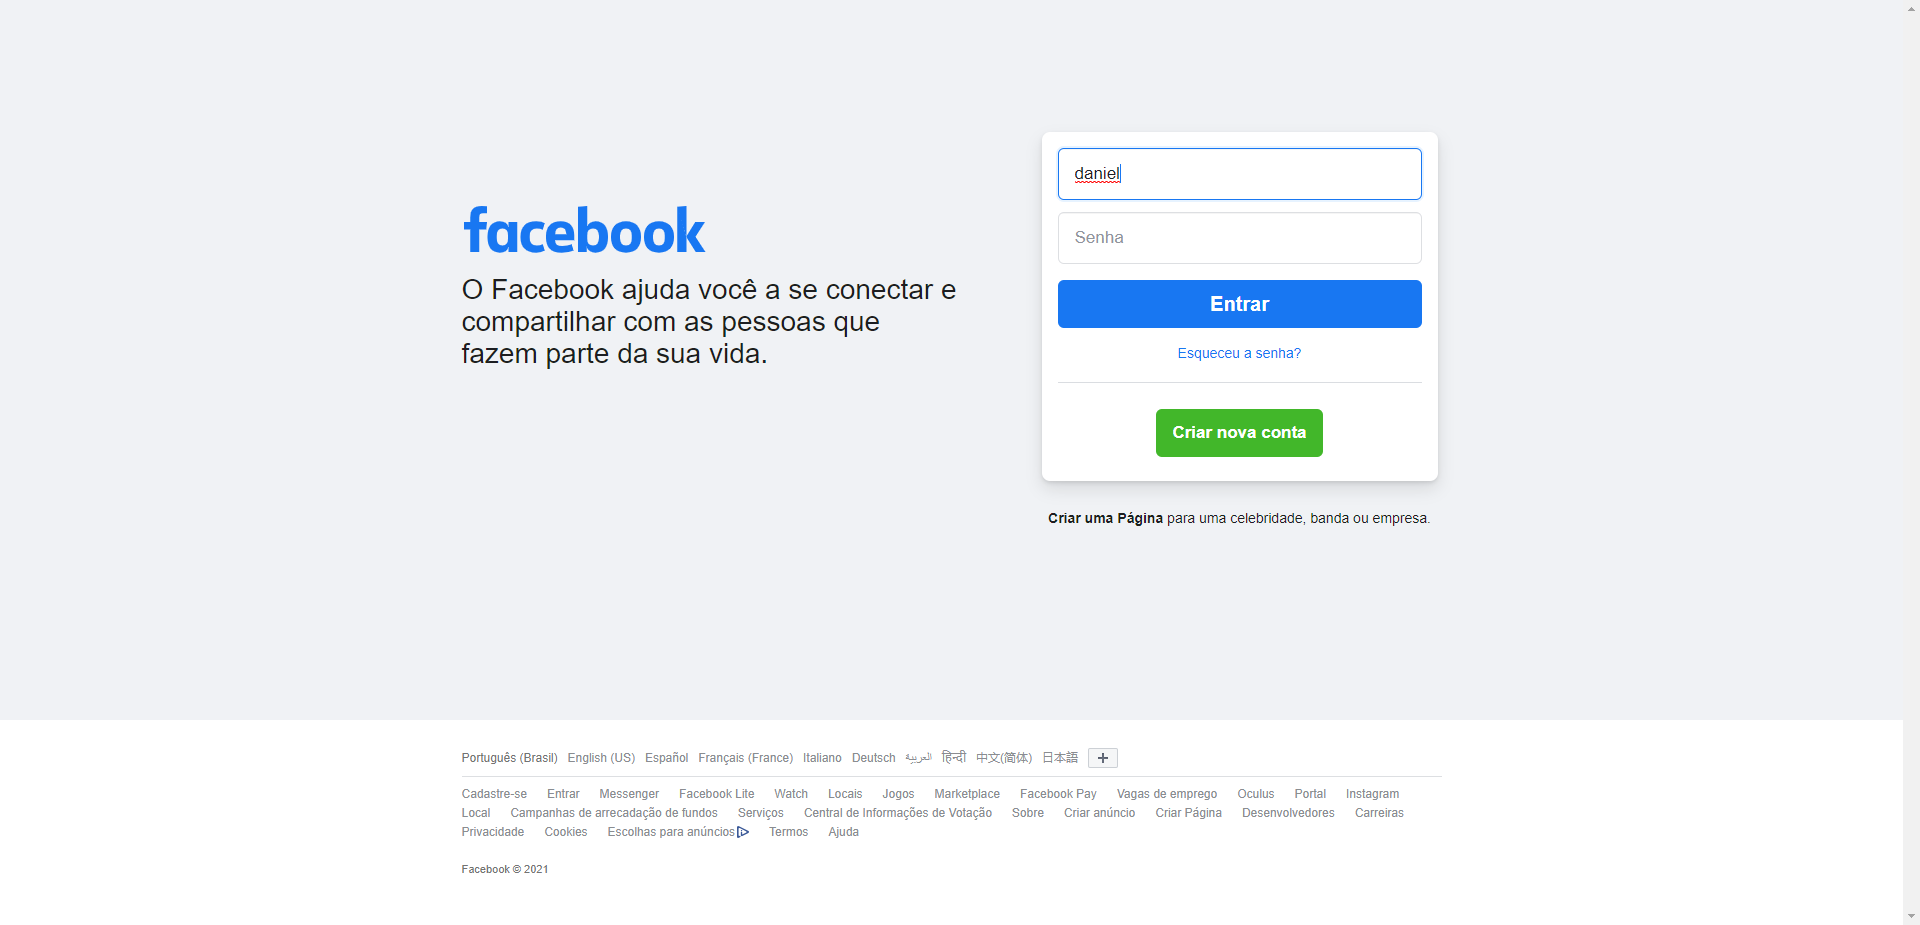 facebook
O Facebook ajuda você a se conectar e
compartilhar com as pessoas que
fazem parte da sua vida.
daniel
Senha
Entrar
Esqueceu a senha?
Criar nova conta
Criar uma Página para uma celebridade, banda ou empresa.
Português (Brasil) English (US) Español Français (France) Italiano Deutsch العربية हिन्दी 中文(简体) 日本語 +
Cadastre-se Entrar Messenger Facebook Lite Watch Locais Jogos Marketplace Facebook Pay Vagas de emprego Oculus Portal Instagram
Local Campanhas de arrecadação de fundos Serviços Central de Informações de Votação Sobre Criar anúncio Criar Página Desenvolvedores Carreiras
Privacidade Cookies Escolhas para anúncios Termos Ajuda
Facebook © 2021